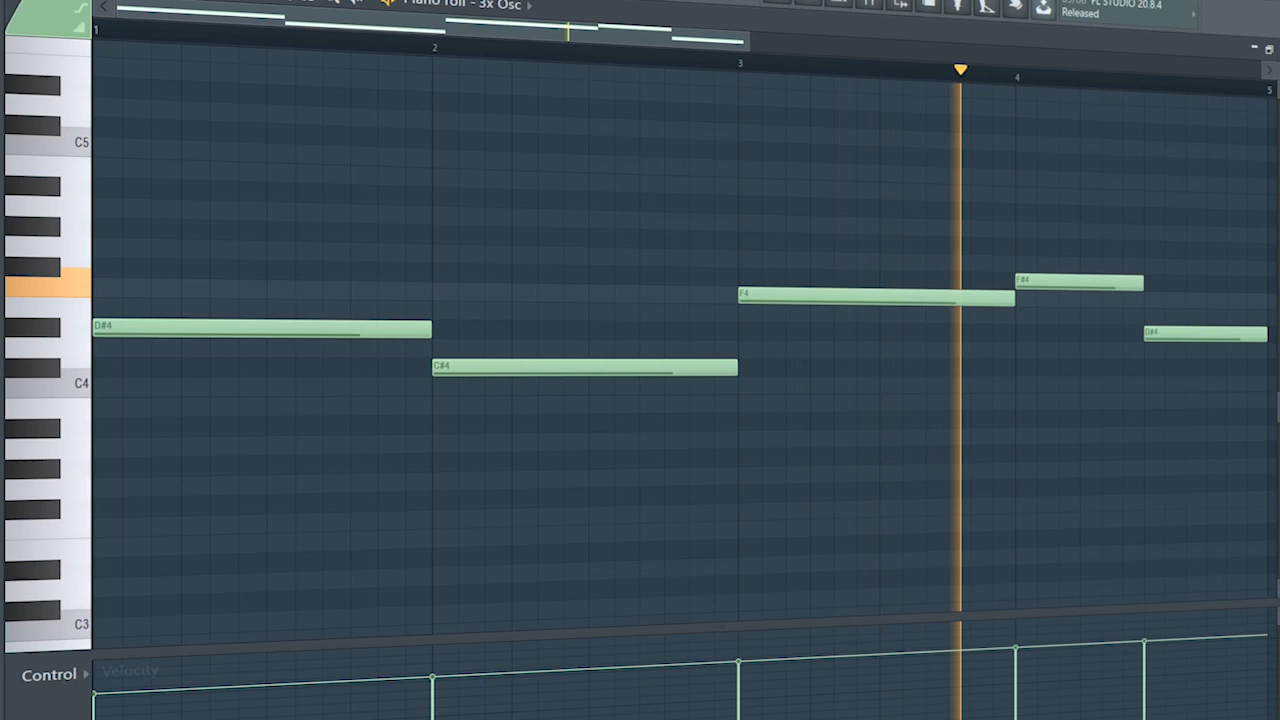 Piano roll - 3x Osc
FL STUDIO 20.8.4
Released
1
2
3
4
5
C5
F#4
F4
D#4
D#4
C#4
C4
C3
Control
Velocity